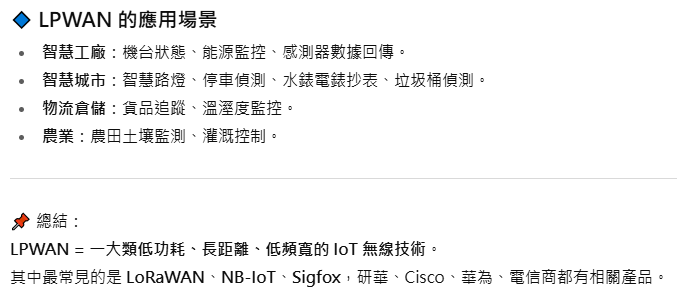 🔷 LPWAN 的應用場景
• 智慧工廠：機台狀態、能源監控、感測器數據回傳。
• 智慧城市：智慧路燈、停車偵測、水錶電錶抄表、垃圾桶偵測。
• 物流倉儲：貨品追蹤、溫溼度監控。
• 農業：農田土壤監測、灌溉控制。
📌 總結：
LPWAN = 一大類低功耗、長距離、低頻寬的 IoT 無線技術。
其中最常見的是 LoRaWAN、NB-IoT、Sigfox，研華、Cisco、華為、電信商都有相關產品。